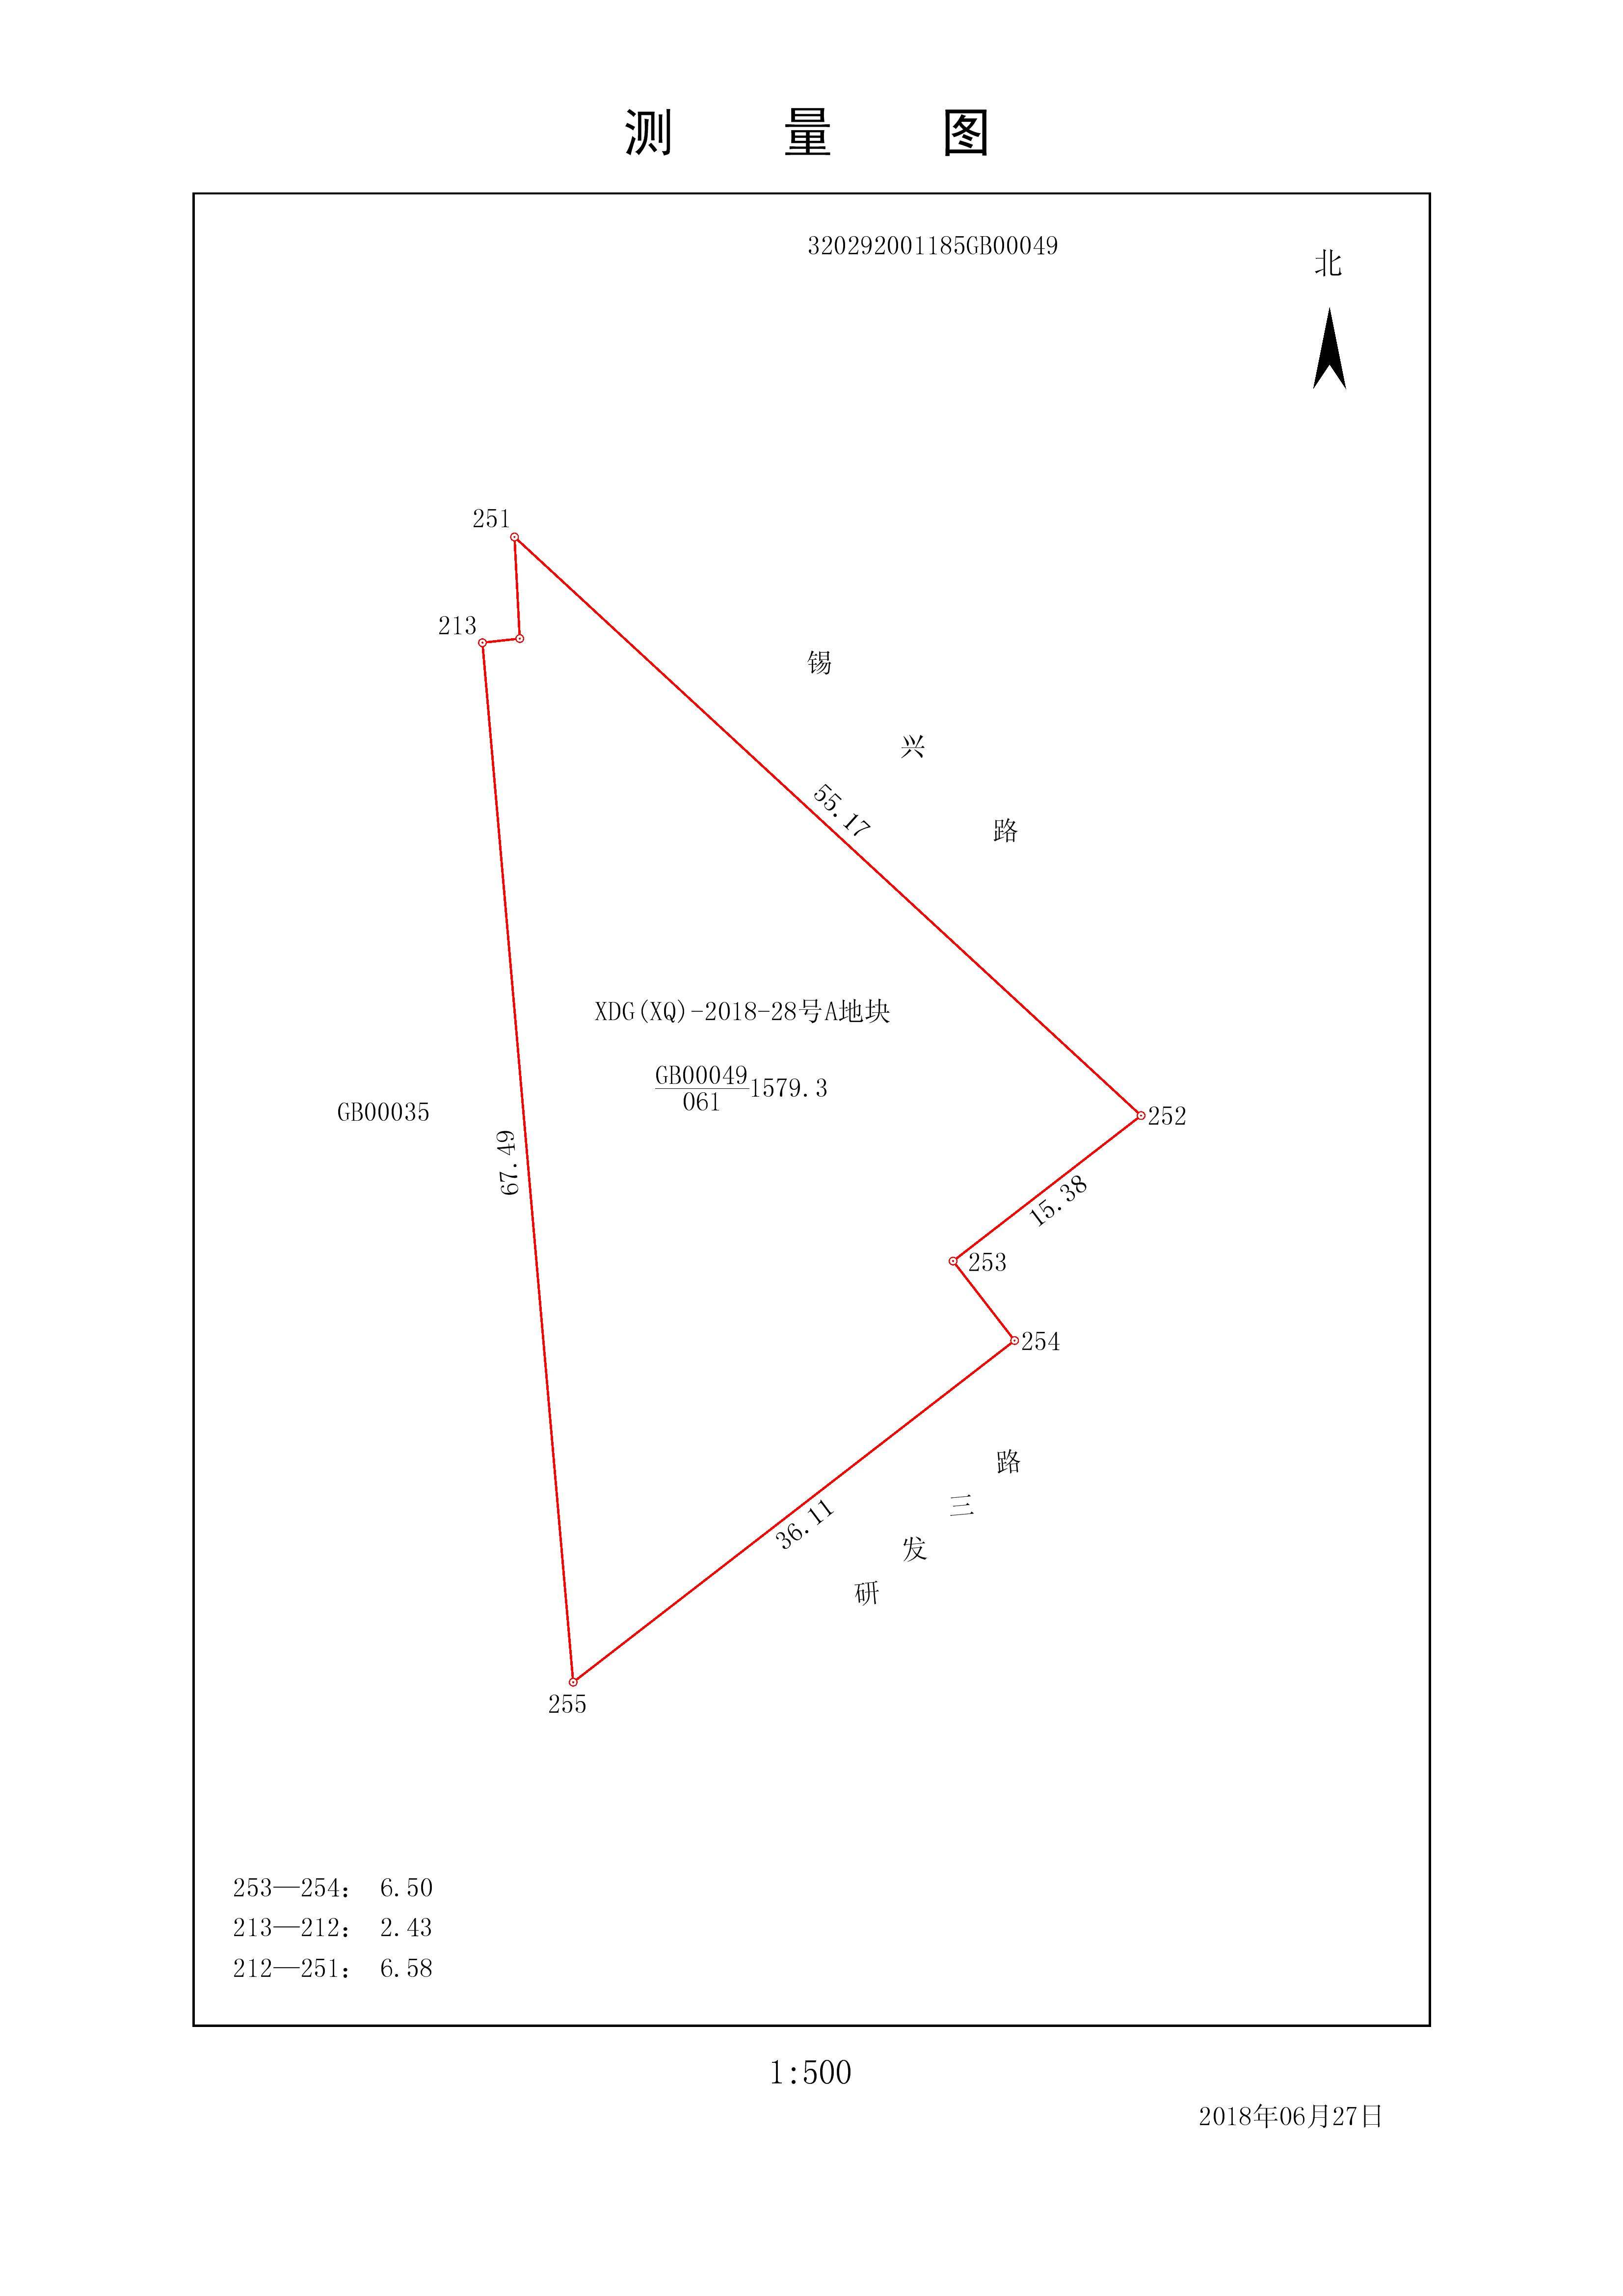 测 量 图
320292001185GB00049
北
251
213
锡兴路
55.17
XDG(XQ)-2018-28号A地块
GB00049
061
1579.3
GB00035
67.49
252
15.38
253
254
36.11
研发三路
255
253—254： 6.50
213—212： 2.43
212—251： 6.58
1:500
2018年06月27日